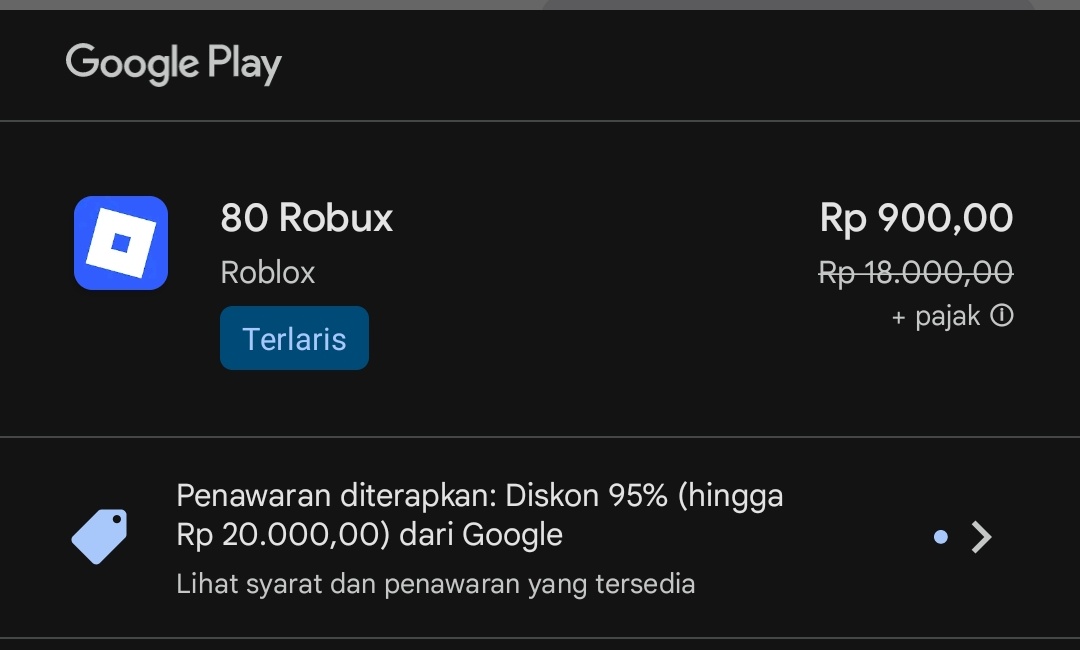 Google Play
80 Robux
Rp 900,00
Roblox
Rp 18.000,00
+ pajak
Terlaris
Penawaran diterapkan: Diskon 95% (hingga
Rp 20.000,00) dari Google
Lihat syarat dan penawaran yang tersedia